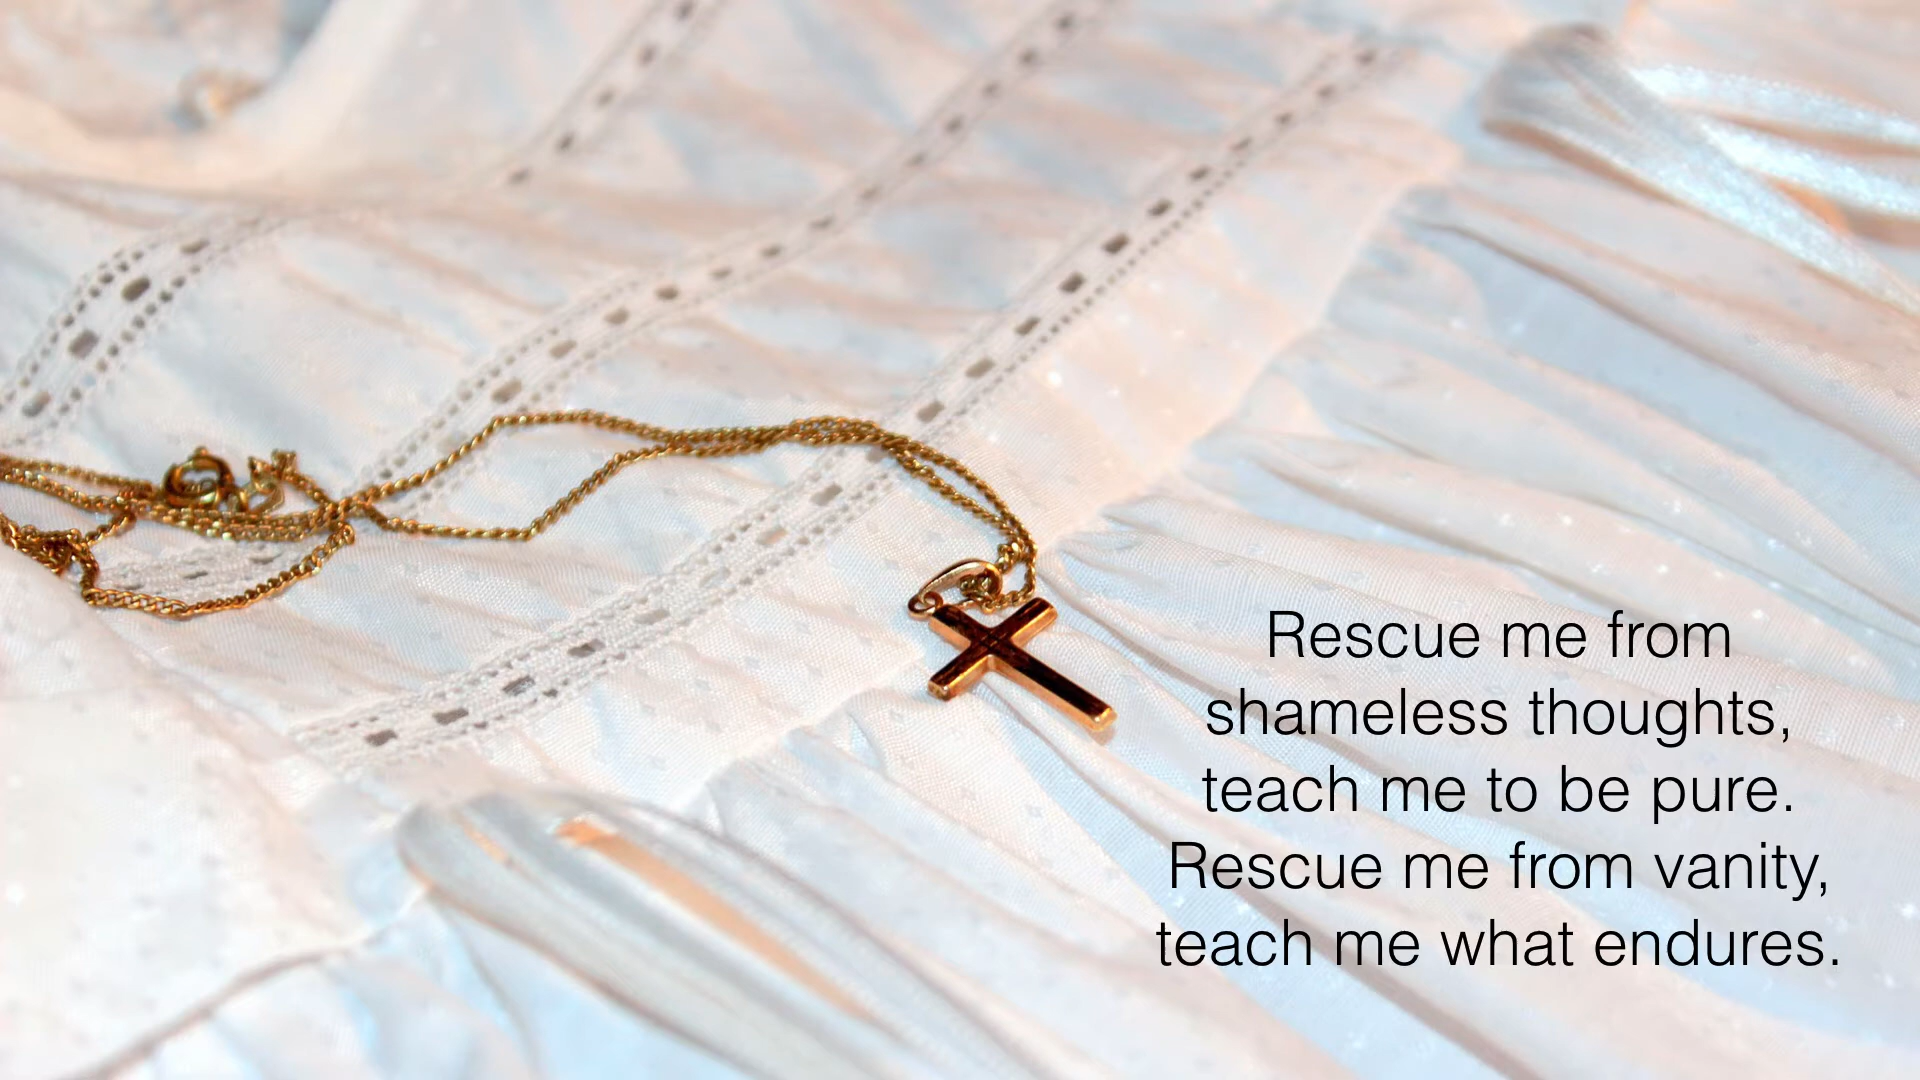 Rescue me from
shameless thoughts,
teach me to be pure.
Rescue me from vanity,
teach me what endures.